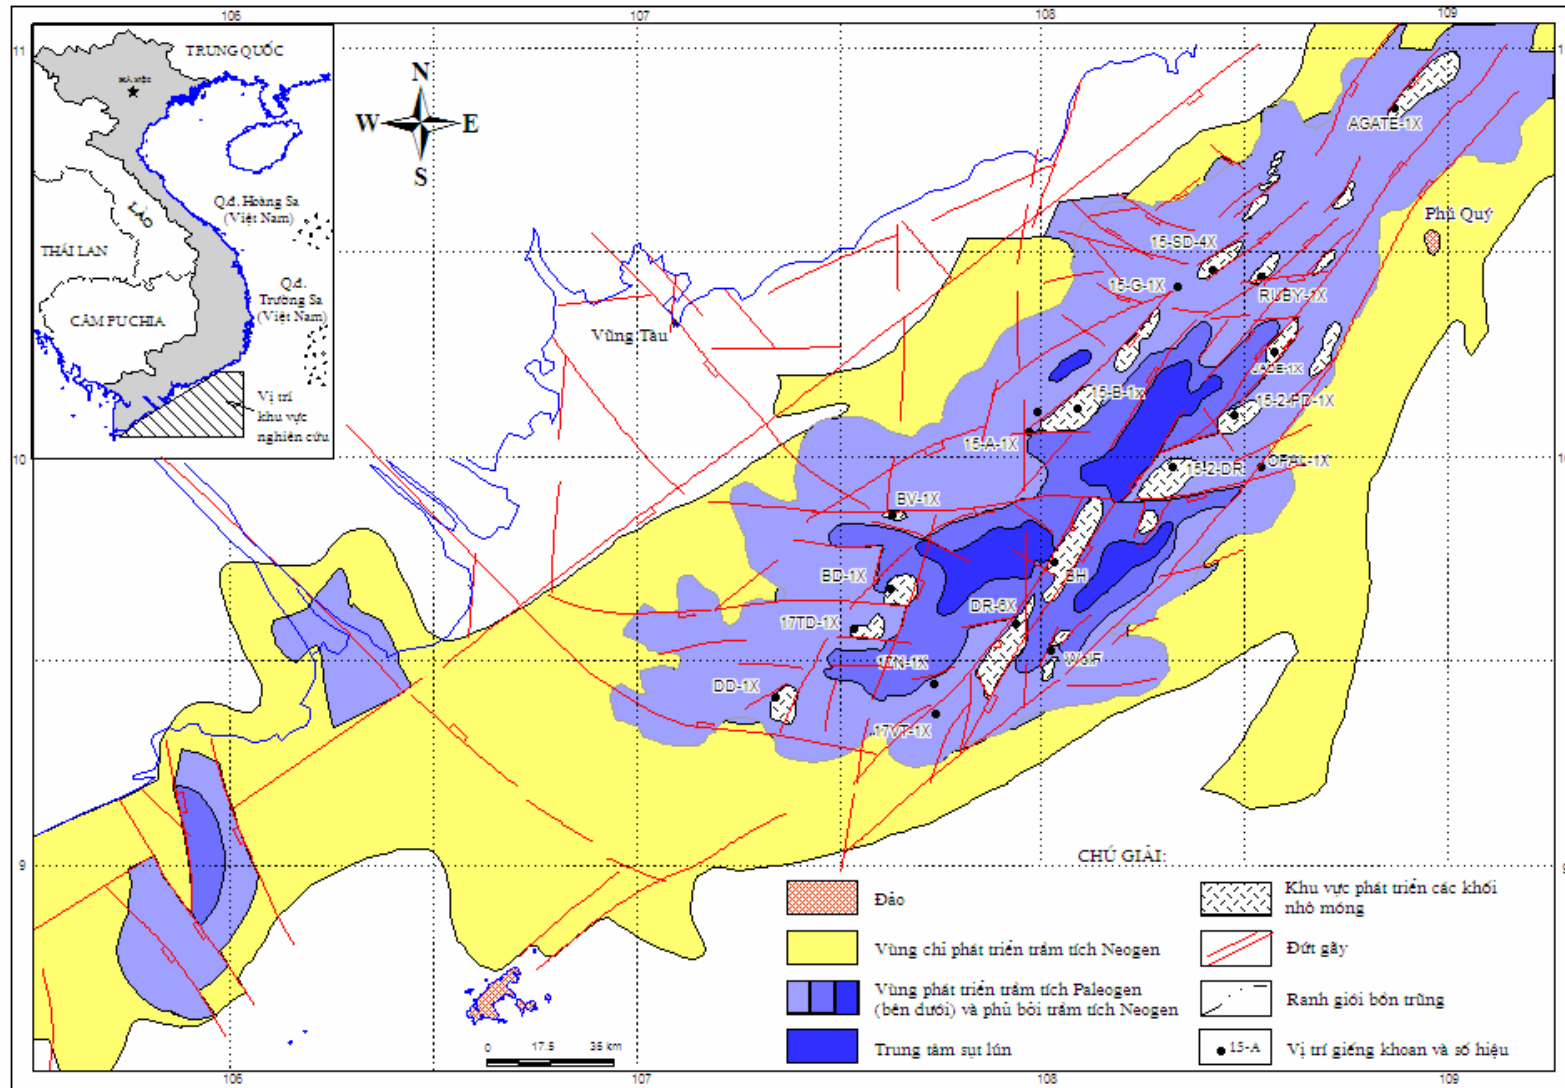 106
107
108
109
11
TRUNG QUỐC
LÀO
THÁI LAN
CĂM PUCHIA
Q.đ. Hoàng Sa
(Việt Nam)
Q.đ.
Trường Sa
(Việt Nam)
Vị trí
khu vực
nghiên cứu
N
W
E
S
AGATE-1X
Phú Quý
15-SD-4X
15-G-1X
RUBY-1X
Vũng Tàu
JADE-1X
15-B-1x
15-2-PD-1X
15-A-1X
10
15-2-DR
OPAL-1X
BV-1X
BD-1X
BH
DR-6X
17TD-1X
Wolf
DD-1X
17VT-1X
9
CHÚ GIẢI:
Đảo
Vùng chỉ phát triển trầm tích Neogen
Vùng phát triển trầm tích Paleogen
(bên dưới) và phủ bởi trầm tích Neogen
Trung tâm sụt lún
Khu vực phát triển các khối
nhô móng
Đứt gãy
Ranh giới bồn trũng
15-A
Vị trí giếng khoan và số hiệu
0 17.5 35 km
106
107
108
109